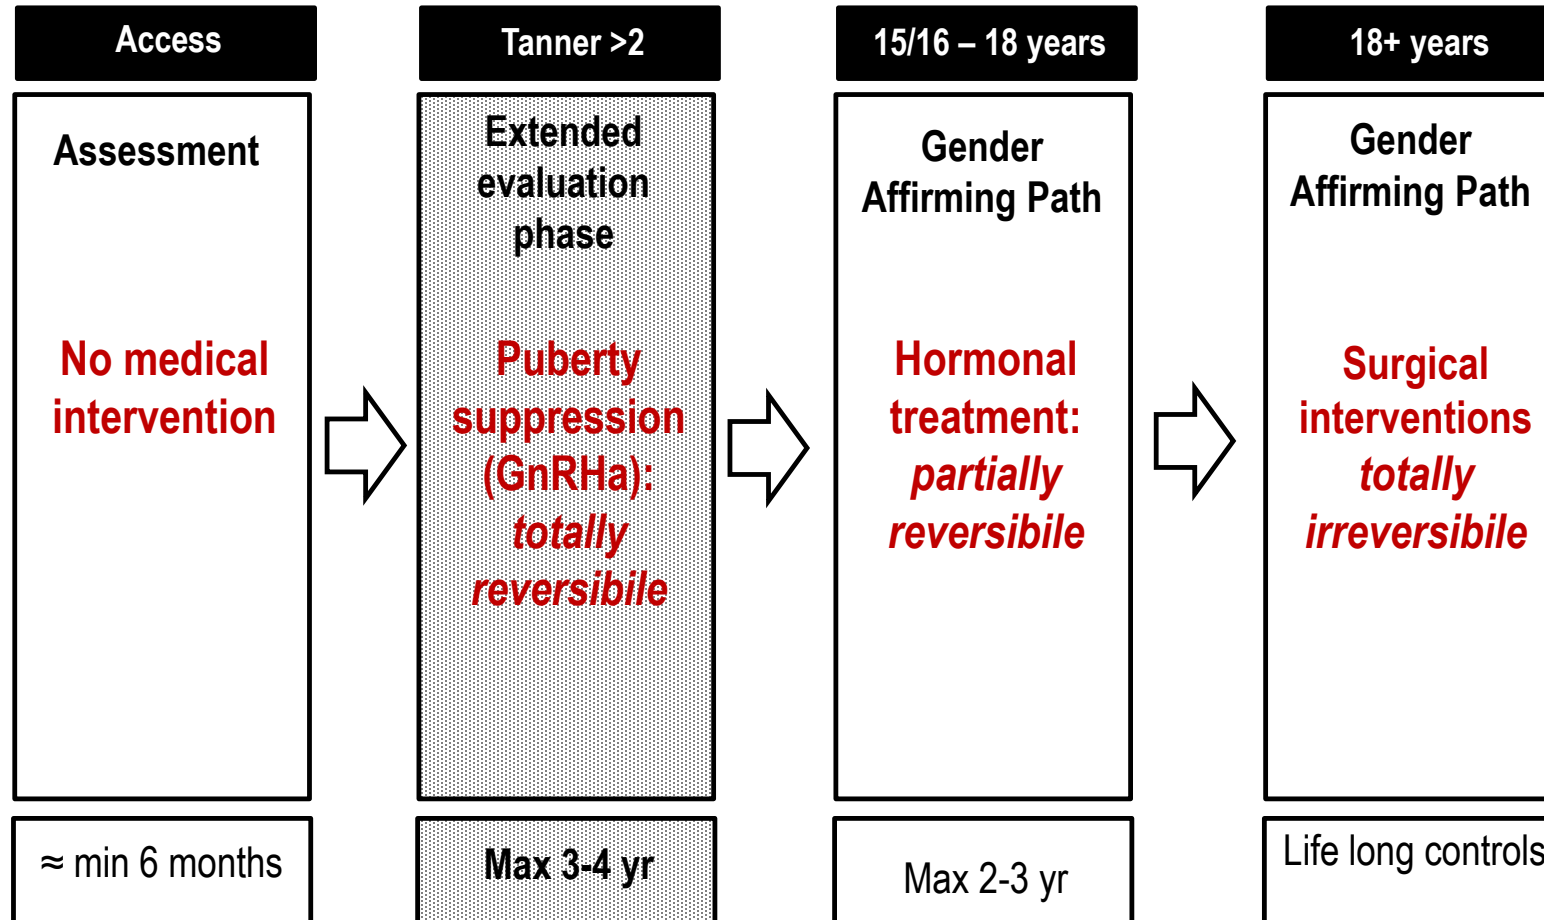 Access
Assessment
No medical
intervention
≈ min 6 months
Tanner >2
Extended
evaluation
phase
Puberty
suppression
(GnRHa):
totally
reversibile
Max 3-4 yr
15/16 – 18 years
Gender
Affirming Path
Hormonal
treatment:
partially
reversibile
Max 2-3 yr
18+ years
Gender
Affirming Path
Surgical
interventions
totally
irreversibile
Life long controls